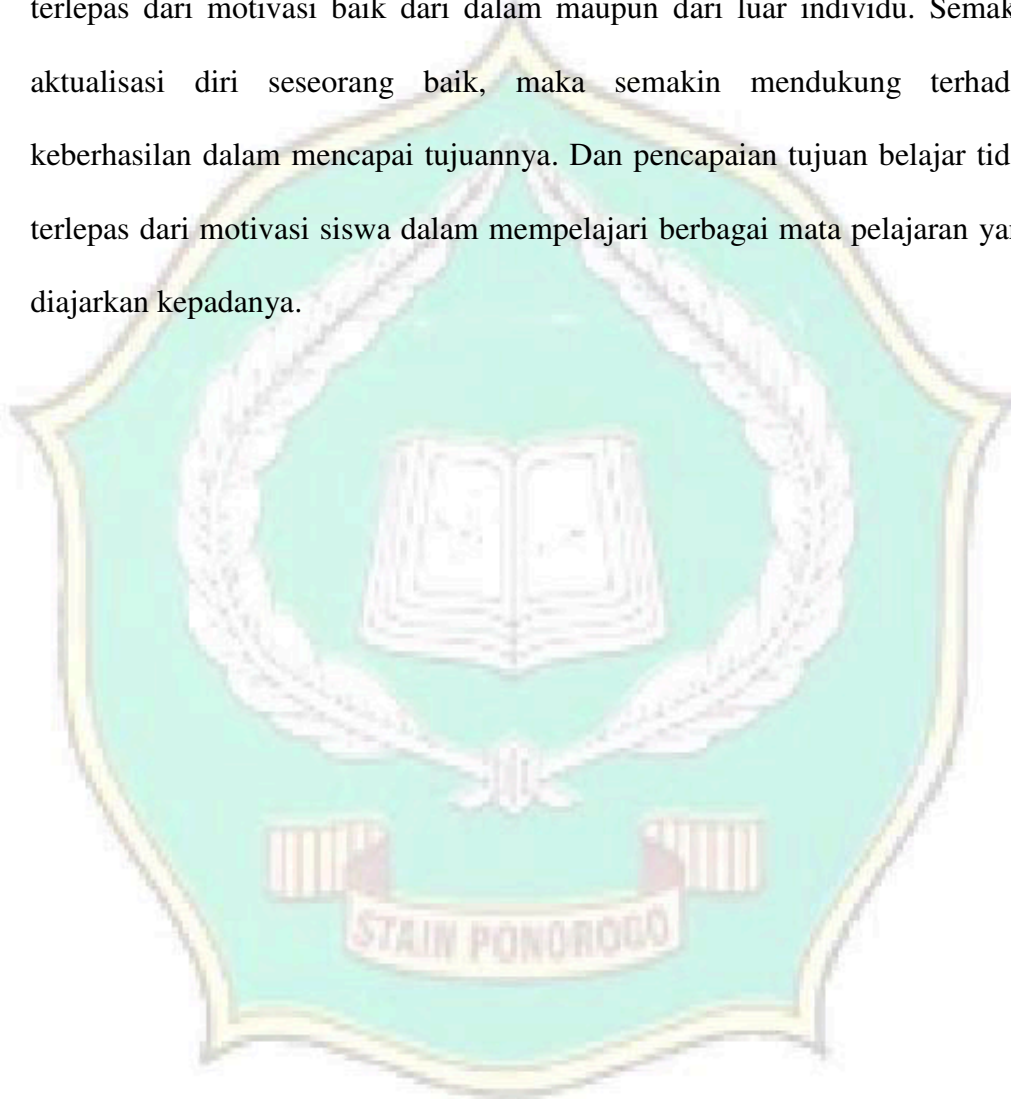 terlepas dari motivasi baik dari dalam maupun dari luar individu. Semak
aktualisasi diri seseorang baik, maka semakin mendukung terhad
keberhasilan dalam mencapai tujuannya. Dan pencapaian tujuan belajar tid
terlepas dari motivasi siswa dalam mempelajari berbagai mata pelajaran yan
diajarkan kepadanya.
STAIN PONOROGO